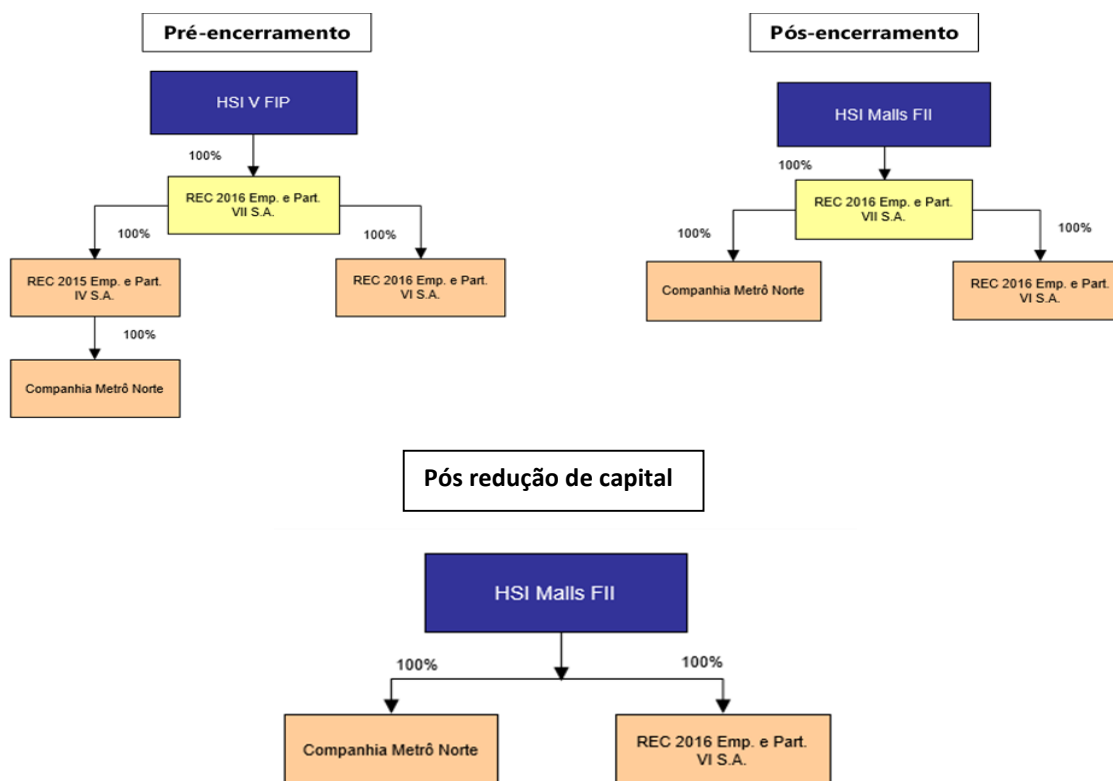 Pré-encerramento
HSI V FIP
100%
REC 2016 Emp. e Part.
VII S.A.
100%
100%
REC 2015 Emp. e Part.
IV S.A.
REC 2016 Emp. e Part.
VI S.A.
100%
Companhia Metrô Norte
Pós-encerramento
HSI Malls FII
100%
REC 2016 Emp. e Part.
VII S.A.
100%
100%
Companhia Metrô Norte
REC 2016 Emp. e Part.
VI S.A.
Pós redução de capital
HSI Malls FII
100%
100%
Companhia Metrô Norte
REC 2016 Emp. e Part.
VI S.A.